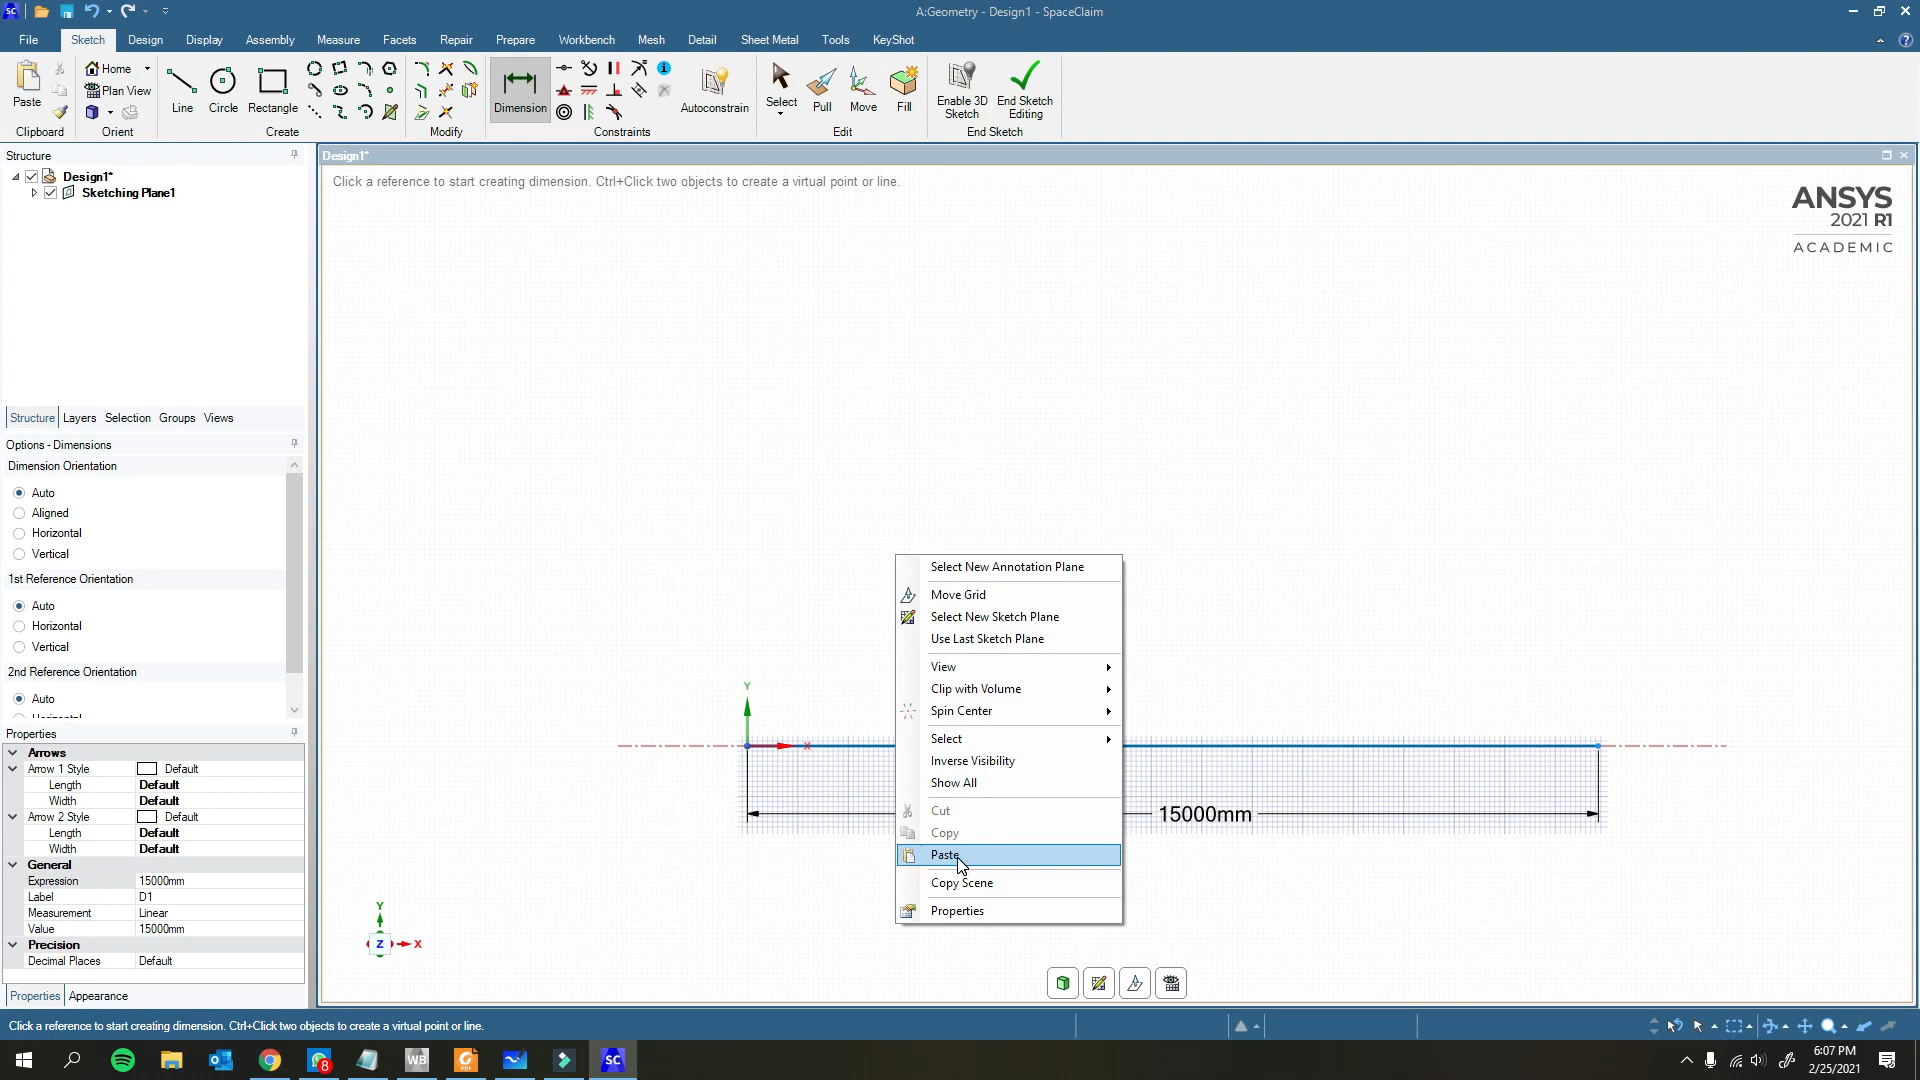 A:Geometry - Design1 - SpaceClaim
File Sketch Design Display Assembly Measure Facets Repair Prepare Workbench Mesh Detail Sheet Metal Tools KeyShot
Paste
Home
Plan View
Line Circle Rectangle
Dimension
Autoconstrain
Select Pull Move Fill
Enable 3D Sketch
End Sketch Editing
Clipboard Orient Create Modify Constraints Edit End Sketch
Structure
Design1*
Sketching Plane1
Structure Layers Selection Groups Views
Options - Dimensions
Dimension Orientation
Auto
Aligned
Horizontal
Vertical
1st Reference Orientation
Auto
Horizontal
Vertical
2nd Reference Orientation
Auto
Horizontal
Properties
Arrows
Arrow 1 Style Default
Length Default
Width Default
Arrow 2 Style Default
Length Default
Width Default
General
Expression 15000mm
Label D1
Measurement Linear
Value 15000mm
Precision
Decimal Places Default
Properties Appearance
Design1*
Click a reference to start creating dimension. Ctrl+Click two objects to create a virtual point or line.
ANSYS
2021 R1
ACADEMIC
Select New Annotation Plane
Move Grid
Select New Sketch Plane
Use Last Sketch Plane
View
Clip with Volume
Spin Center
Select
Inverse Visibility
Show All
Cut
Copy
Paste
Copy Scene
Properties
Y
X
15000mm
Y
Z X
Click a reference to start creating dimension. Ctrl+Click two objects to create a virtual point or line.
SC
8
WB
SC
6:07 PM
2/25/2021